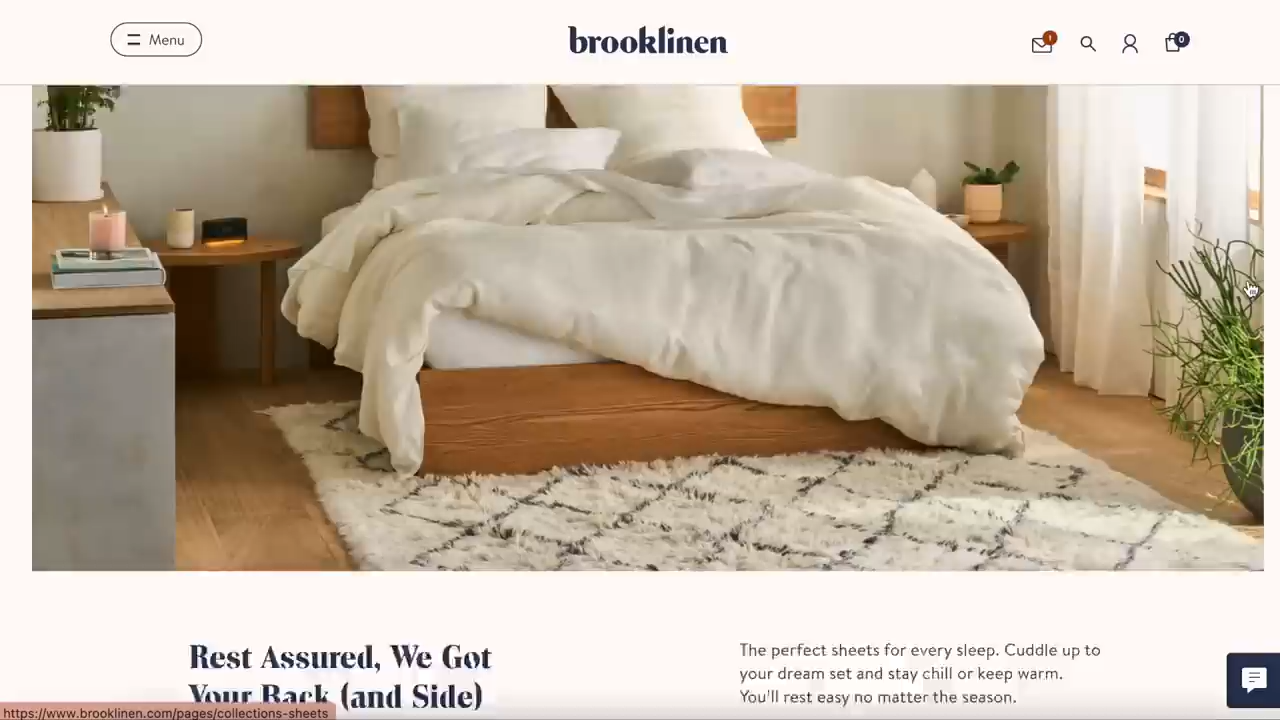 Menu
brooklinen
!
0
Rest Assured, We Got
Your Back (and Side)
The perfect sheets for every sleep. Cuddle up to
your dream set and stay chill or keep warm.
You'll rest easy no matter the season.
https://www.brooklinen.com/pages/collections-sheets